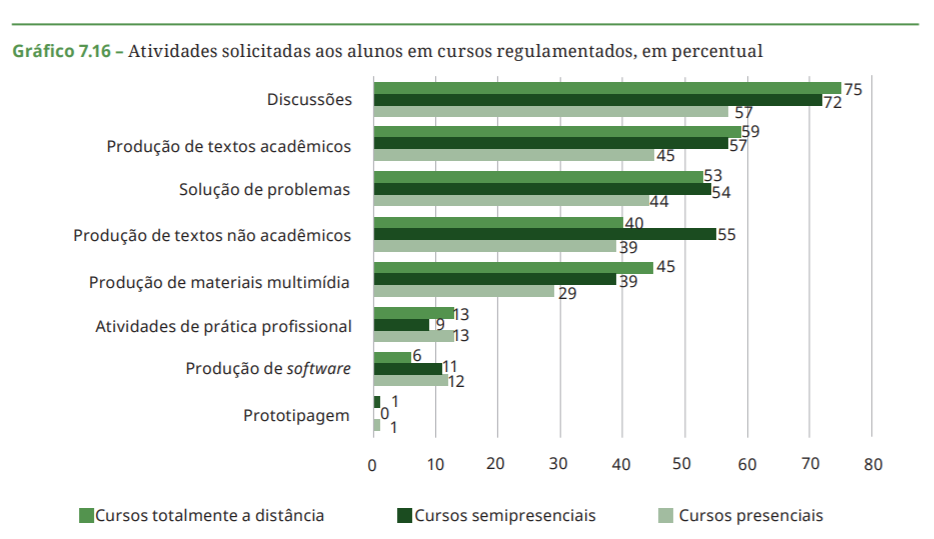 Gráfico 7.16 – Atividades solicitadas aos alunos em cursos regulamentados, em percentual
Discussões
75
72
57
Produção de textos acadêmicos
59
57
45
Solução de problemas
53
54
44
Produção de textos não acadêmicos
40
55
39
Produção de materiais multimídia
45
39
29
Atividades de prática profissional
13
9
13
Produção de software
6
11
12
Prototipagem
1
0
1
0 10 20 30 40 50 60 70 80
Cursos totalmente a distância Cursos semipresenciais Cursos presenciais